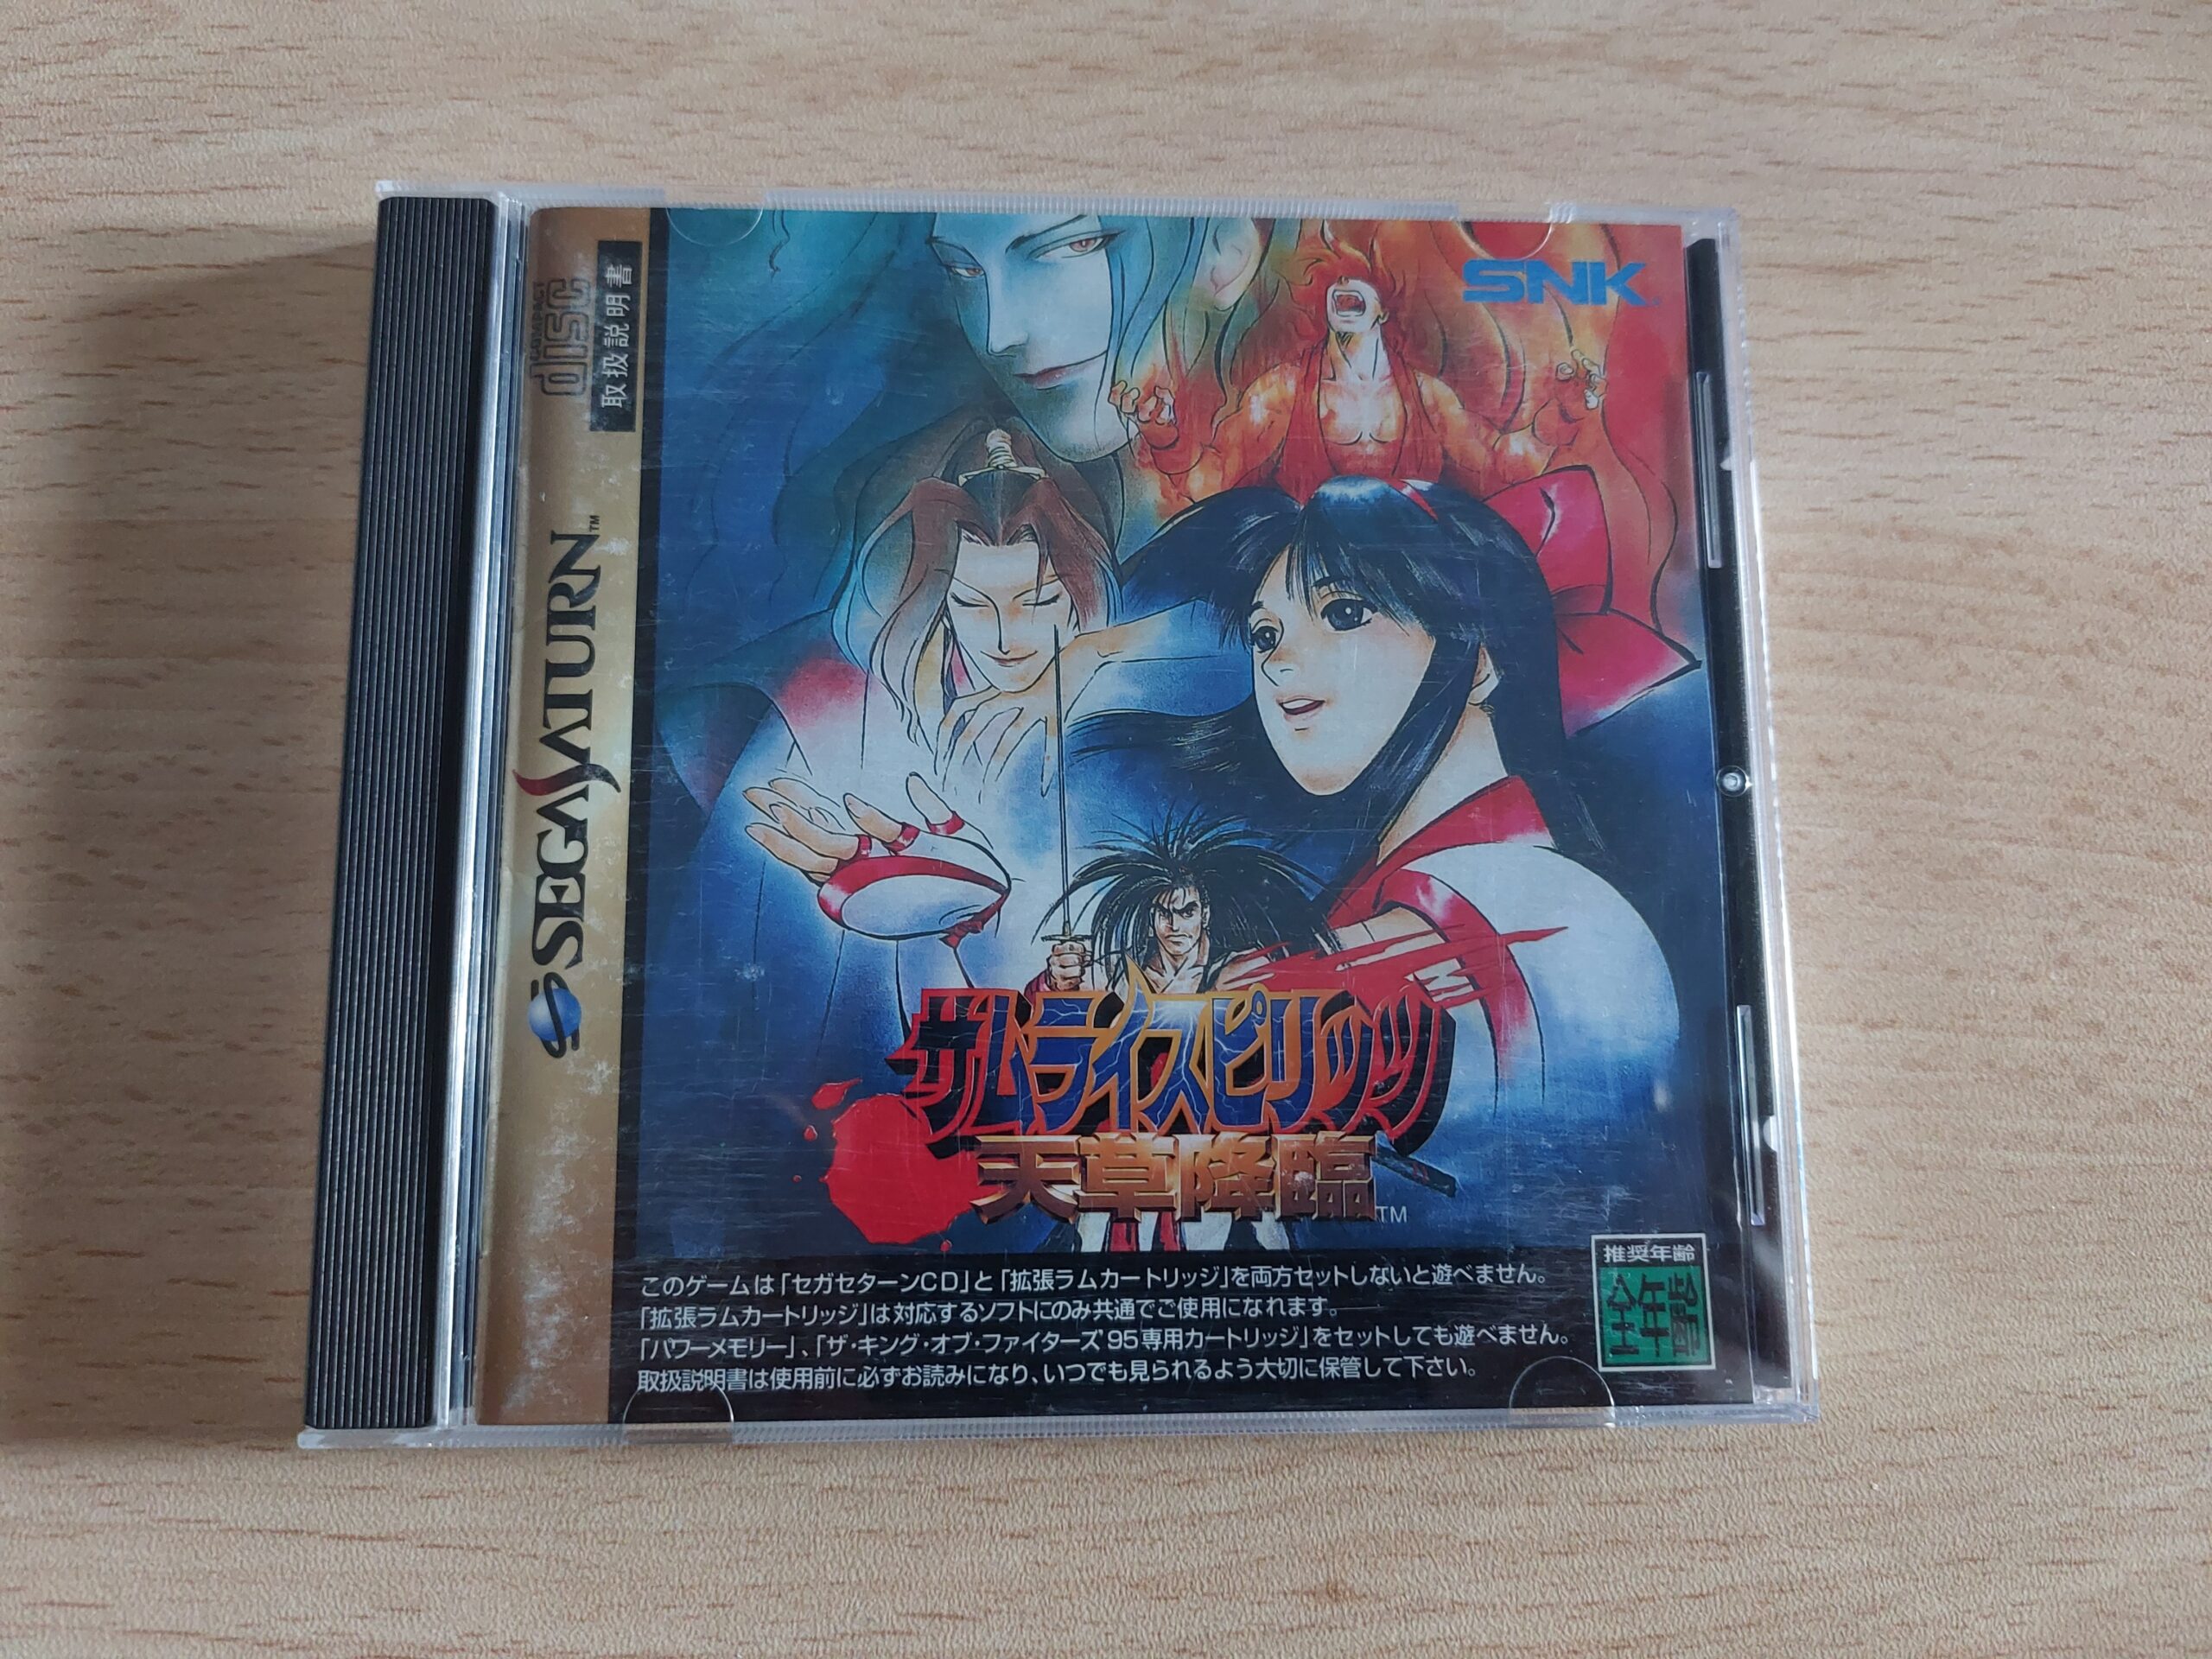 COMPACT
disc
取扱説明書
SEGA SATURN™
SNK
サムライスピリッツ
天草降臨™
推奨年齢
全年齢
このゲームは「セガサターンCD」と「拡張ラムカートリッジ」を両方セットしないと遊べません。
「拡張ラムカートリッジ」は対応するソフトにのみ共通でご使用になれます。
「パワーメモリー」、「ザ・キング・オブ・ファイターズ'95専用カートリッジ」をセットしても遊べません。
取扱説明書は使用前に必ずお読みになり、いつでも見られるよう大切に保管して下さい。